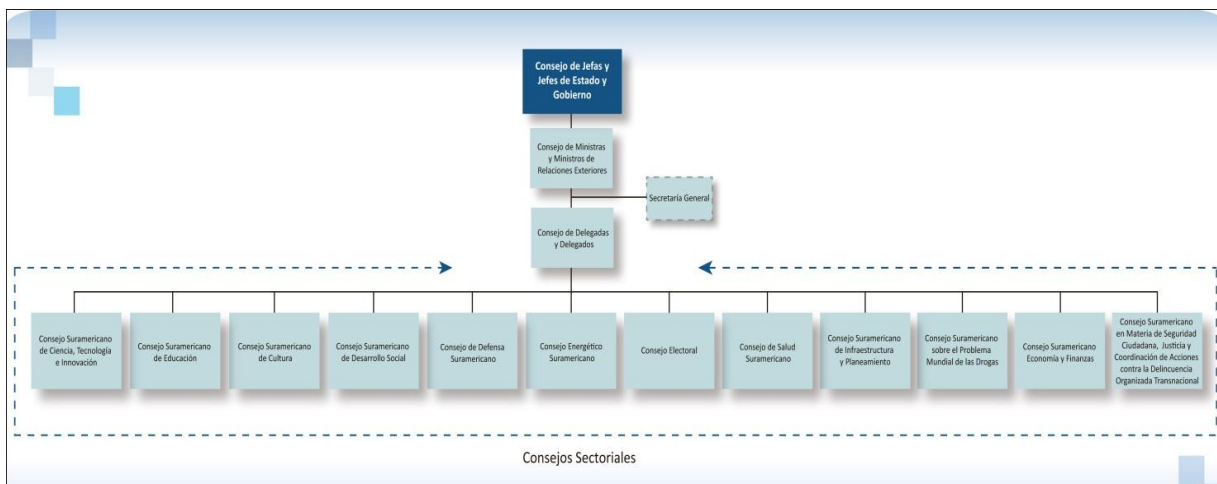 Consejo de Jefas y
Jefes de Estado y
Gobierno
Consejo de Ministras
y Ministros de
Relaciones Exteriores
Secretaría General
Consejo de Delegadas
y Delegados
Consejo Suramericano
de Ciencia, Tecnología
e Innovación
Consejo Suramericano
de Educación
Consejo Suramericano
de Cultura
Consejo Suramericano
de Desarrollo Social
Consejo de Defensa
Suramericano
Consejo Energético
Suramericano
Consejo Electoral
Consejo de Salud
Suramericano
Consejo Suramericano
de Infraestructura
y Planeamiento
Consejo Suramericano
sobre el Problema
Mundial de las Drogas
Consejo Suramericano
Economía y Finanzas
Consejo Suramericano
en Materia de Seguridad
Ciudadana, Justicia y
Coordinación de Acciones
contra la Delincuencia
Organizada Transnacional
Consejos Sectoriales